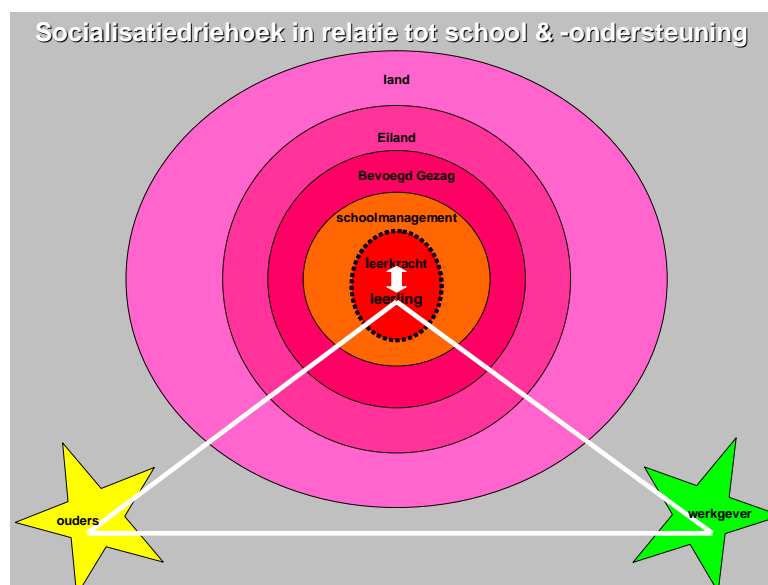 Socialisatiedriehoek in relatie tot school & -ondersteuning
land
Eiland
Bevoegd Gezag
schoolmanagement
leerkracht
leerling
ouders
werkgever